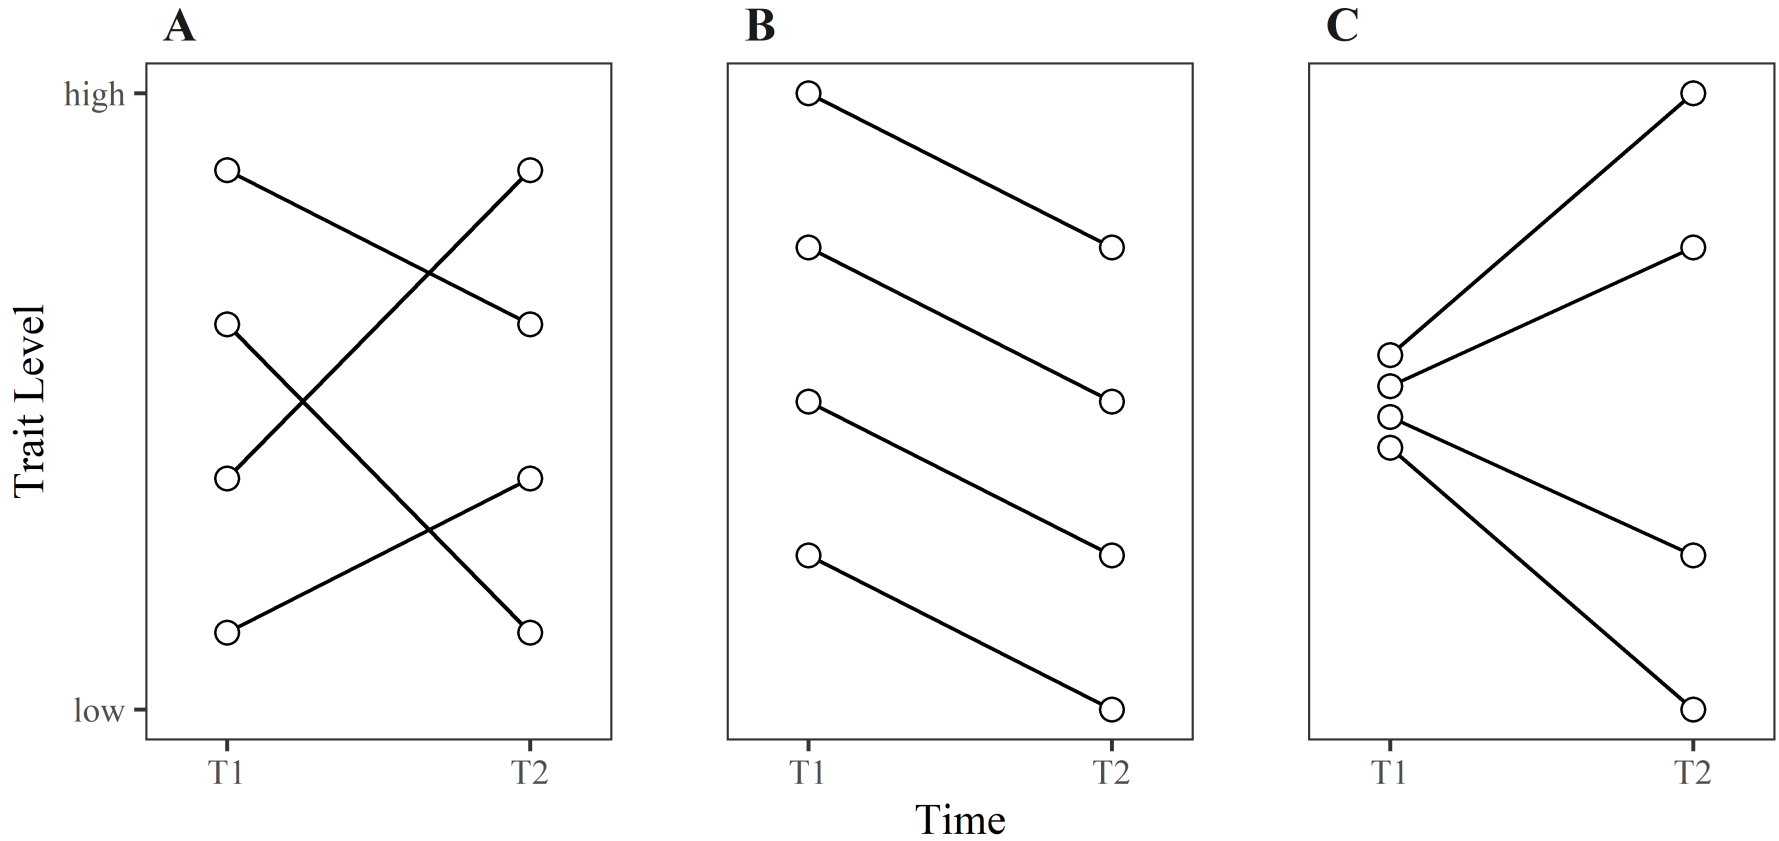 A B C
high
Trait Level
low
T1 T2 T1 T2 T1 T2
Time